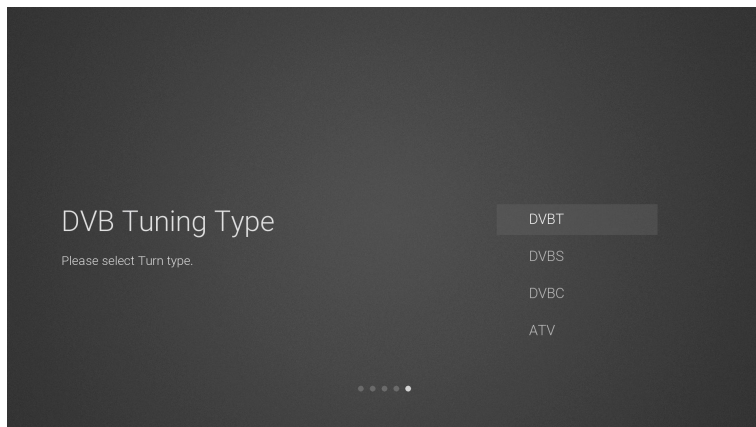 DVB Tuning Type
Please select Turn type.
DVBT
DVBS
DVBC
ATV